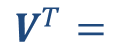 V^T =